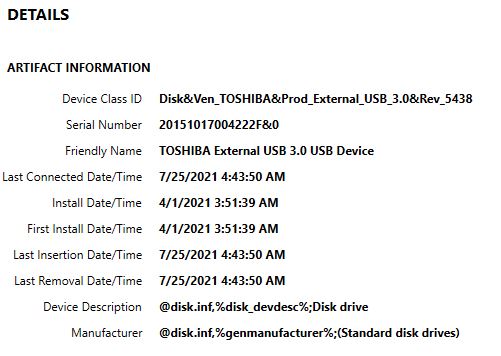 DETAILS
ARTIFACT INFORMATION
Device Class ID Disk&Ven_TOSHIBA&Prod_External_USB_3.0&Rev_5438
Serial Number 20151017004222F&0
Friendly Name TOSHIBA External USB 3.0 USB Device
Last Connected Date/Time 7/25/2021 4:43:50 AM
Install Date/Time 4/1/2021 3:51:39 AM
First Install Date/Time 4/1/2021 3:51:39 AM
Last Insertion Date/Time 7/25/2021 4:43:50 AM
Last Removal Date/Time 7/25/2021 4:43:50 AM
Device Description @disk.inf,%disk_devdesc%;Disk drive
Manufacturer @disk.inf,%genmanufacturer%;(Standard disk drives)